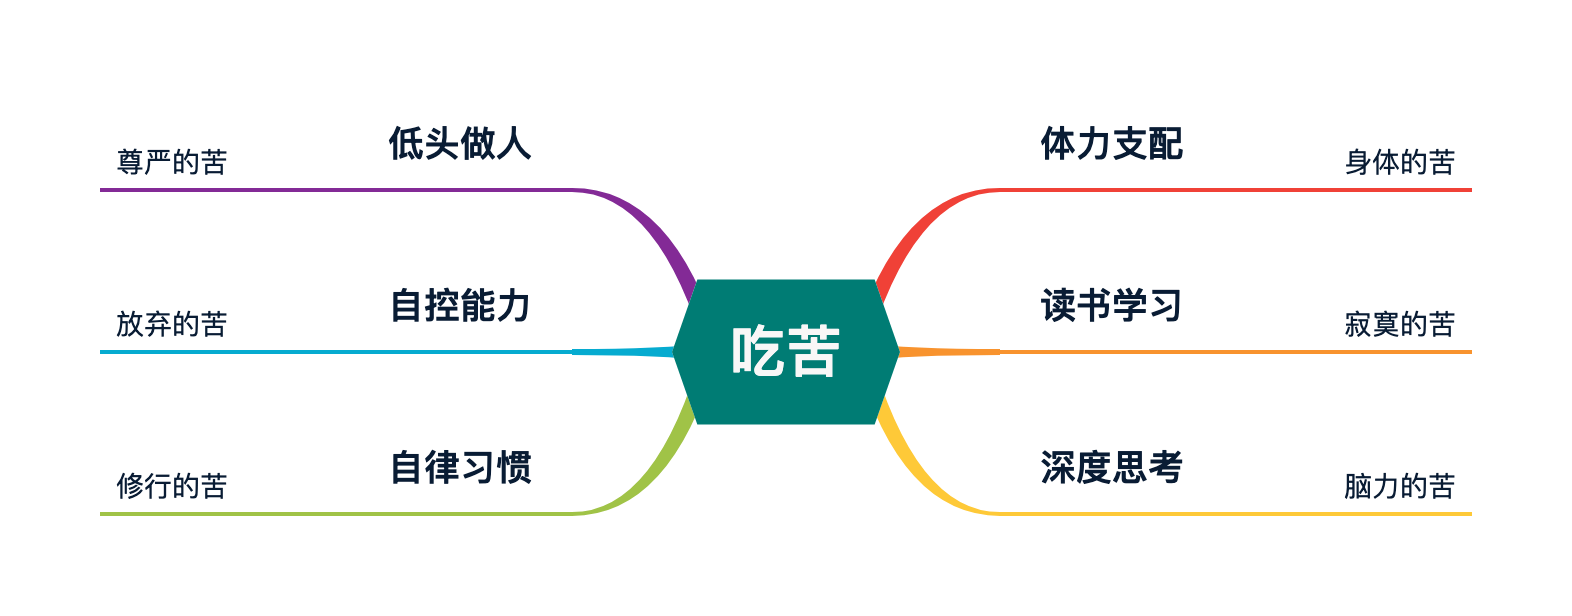 低头做人
尊严的苦
自控能力
放弃的苦
自律习惯
修行的苦
吃苦
体力支配
身体的苦
读书学习
寂寞的苦
深度思考
脑力的苦